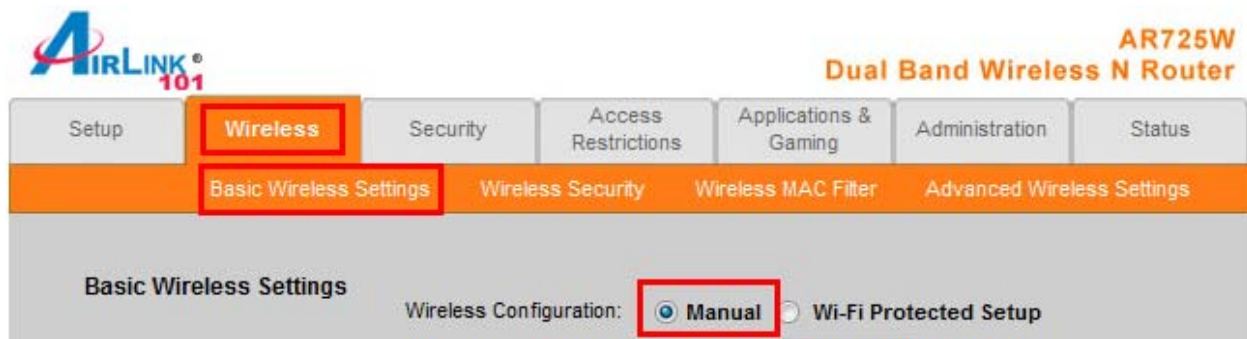 AIRLINK®
101
AR725W
Dual Band Wireless N Router
Setup
Wireless
Security
Access
Restrictions
Applications &
Gaming
Administration
Status
Basic Wireless Settings
Wireless Security
Wireless MAC Filter
Advanced Wireless Settings
Basic Wireless Settings
Wireless Configuration:
Manual
Wi-Fi Protected Setup